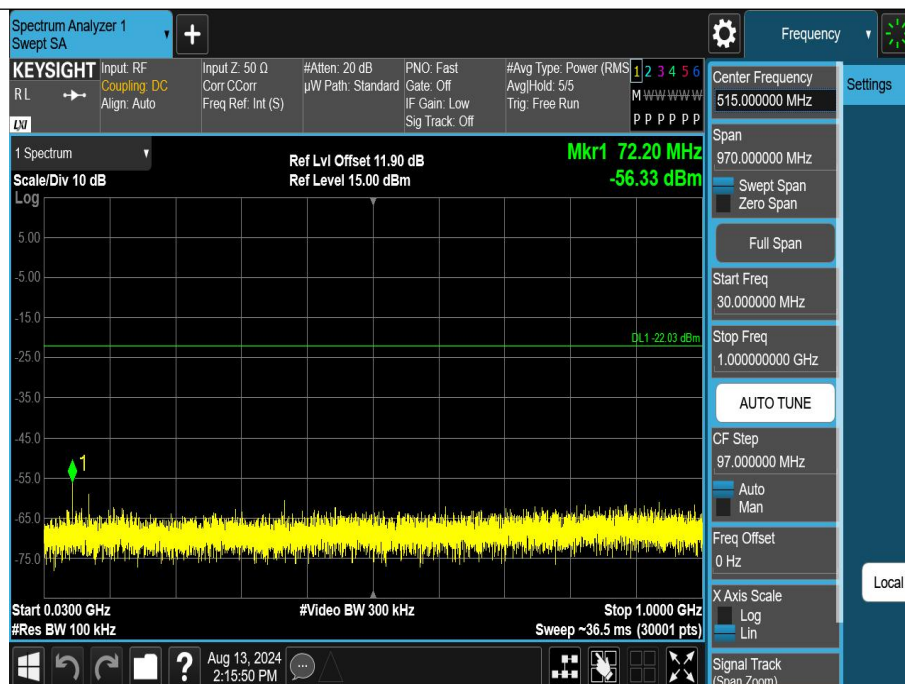 Spectrum Analyzer 1
Swept SA
Frequency
KEYSIGHT
RL
LXI
Input: RF
Coupling: DC
Align: Auto
Input Z: 50 Ω
Corr CCorr
Freq Ref: Int (S)
#Atten: 20 dB
µW Path: Standard
PNO: Fast
Gate: Off
IF Gain: Low
Sig Track: Off
#Avg Type: Power (RMS
Avg|Hold: 5/5
Trig: Free Run
1 2 3 4 5 6
M W W W W W
P P P P P P
Center Frequency
515.000000 MHz
Settings
1 Spectrum
Scale/Div 10 dB
Ref Lvl Offset 11.90 dB
Ref Level 15.00 dBm
Mkr1 72.20 MHz
-56.33 dBm
Span
970.000000 MHz
Swept Span
Zero Span
Full Span
Start Freq
30.000000 MHz
Stop Freq
1.000000000 GHz
AUTO TUNE
CF Step
97.000000 MHz
Auto
Man
Freq Offset
0 Hz
X Axis Scale
Log
Lin
Signal Track
(Span Zoom)
Local
Log
5.00
-5.00
-15.0
DL1 -22.03 dBm
-25.0
-35.0
-45.0
1
-55.0
-65.0
-75.0
Start 0.0300 GHz
#Video BW 300 kHz
Stop 1.0000 GHz
#Res BW 100 kHz
Sweep ~36.5 ms (30001 pts)
?
Aug 13, 2024
2:15:50 PM